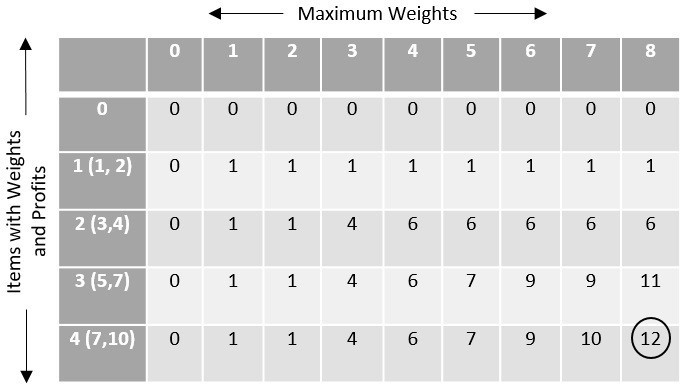 Maximum Weights
Items with Weights
and Profits
0 1 2 3 4 5 6 7 8
0 0 0 0 0 0 0 0 0 0
1 (1, 2) 0 1 1 1 1 1 1 1 1
2 (3,4) 0 1 1 4 6 6 6 6 6
3 (5,7) 0 1 1 4 6 7 9 9 11
4 (7,10) 0 1 1 4 6 7 9 10 12